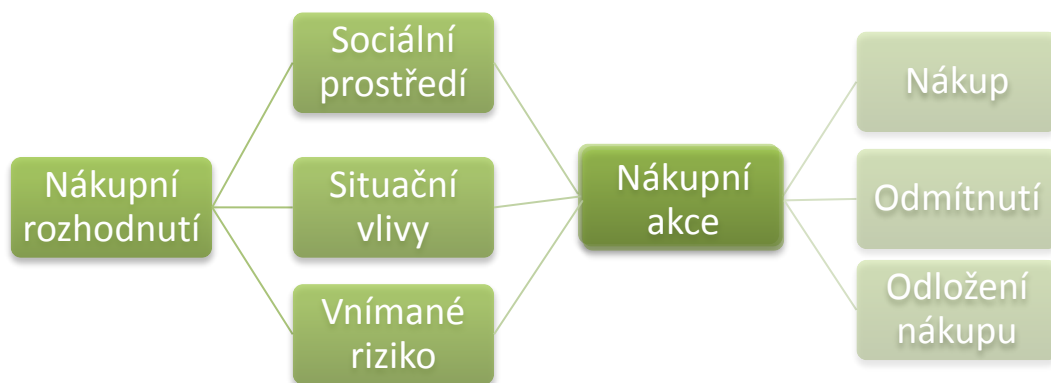 Nákupní
rozhodnutí
Sociální
prostředí
Situační
vlivy
Vnímané
riziko
Nákupní
akce
Nákup
Odmítnutí
Odložení
nákupu